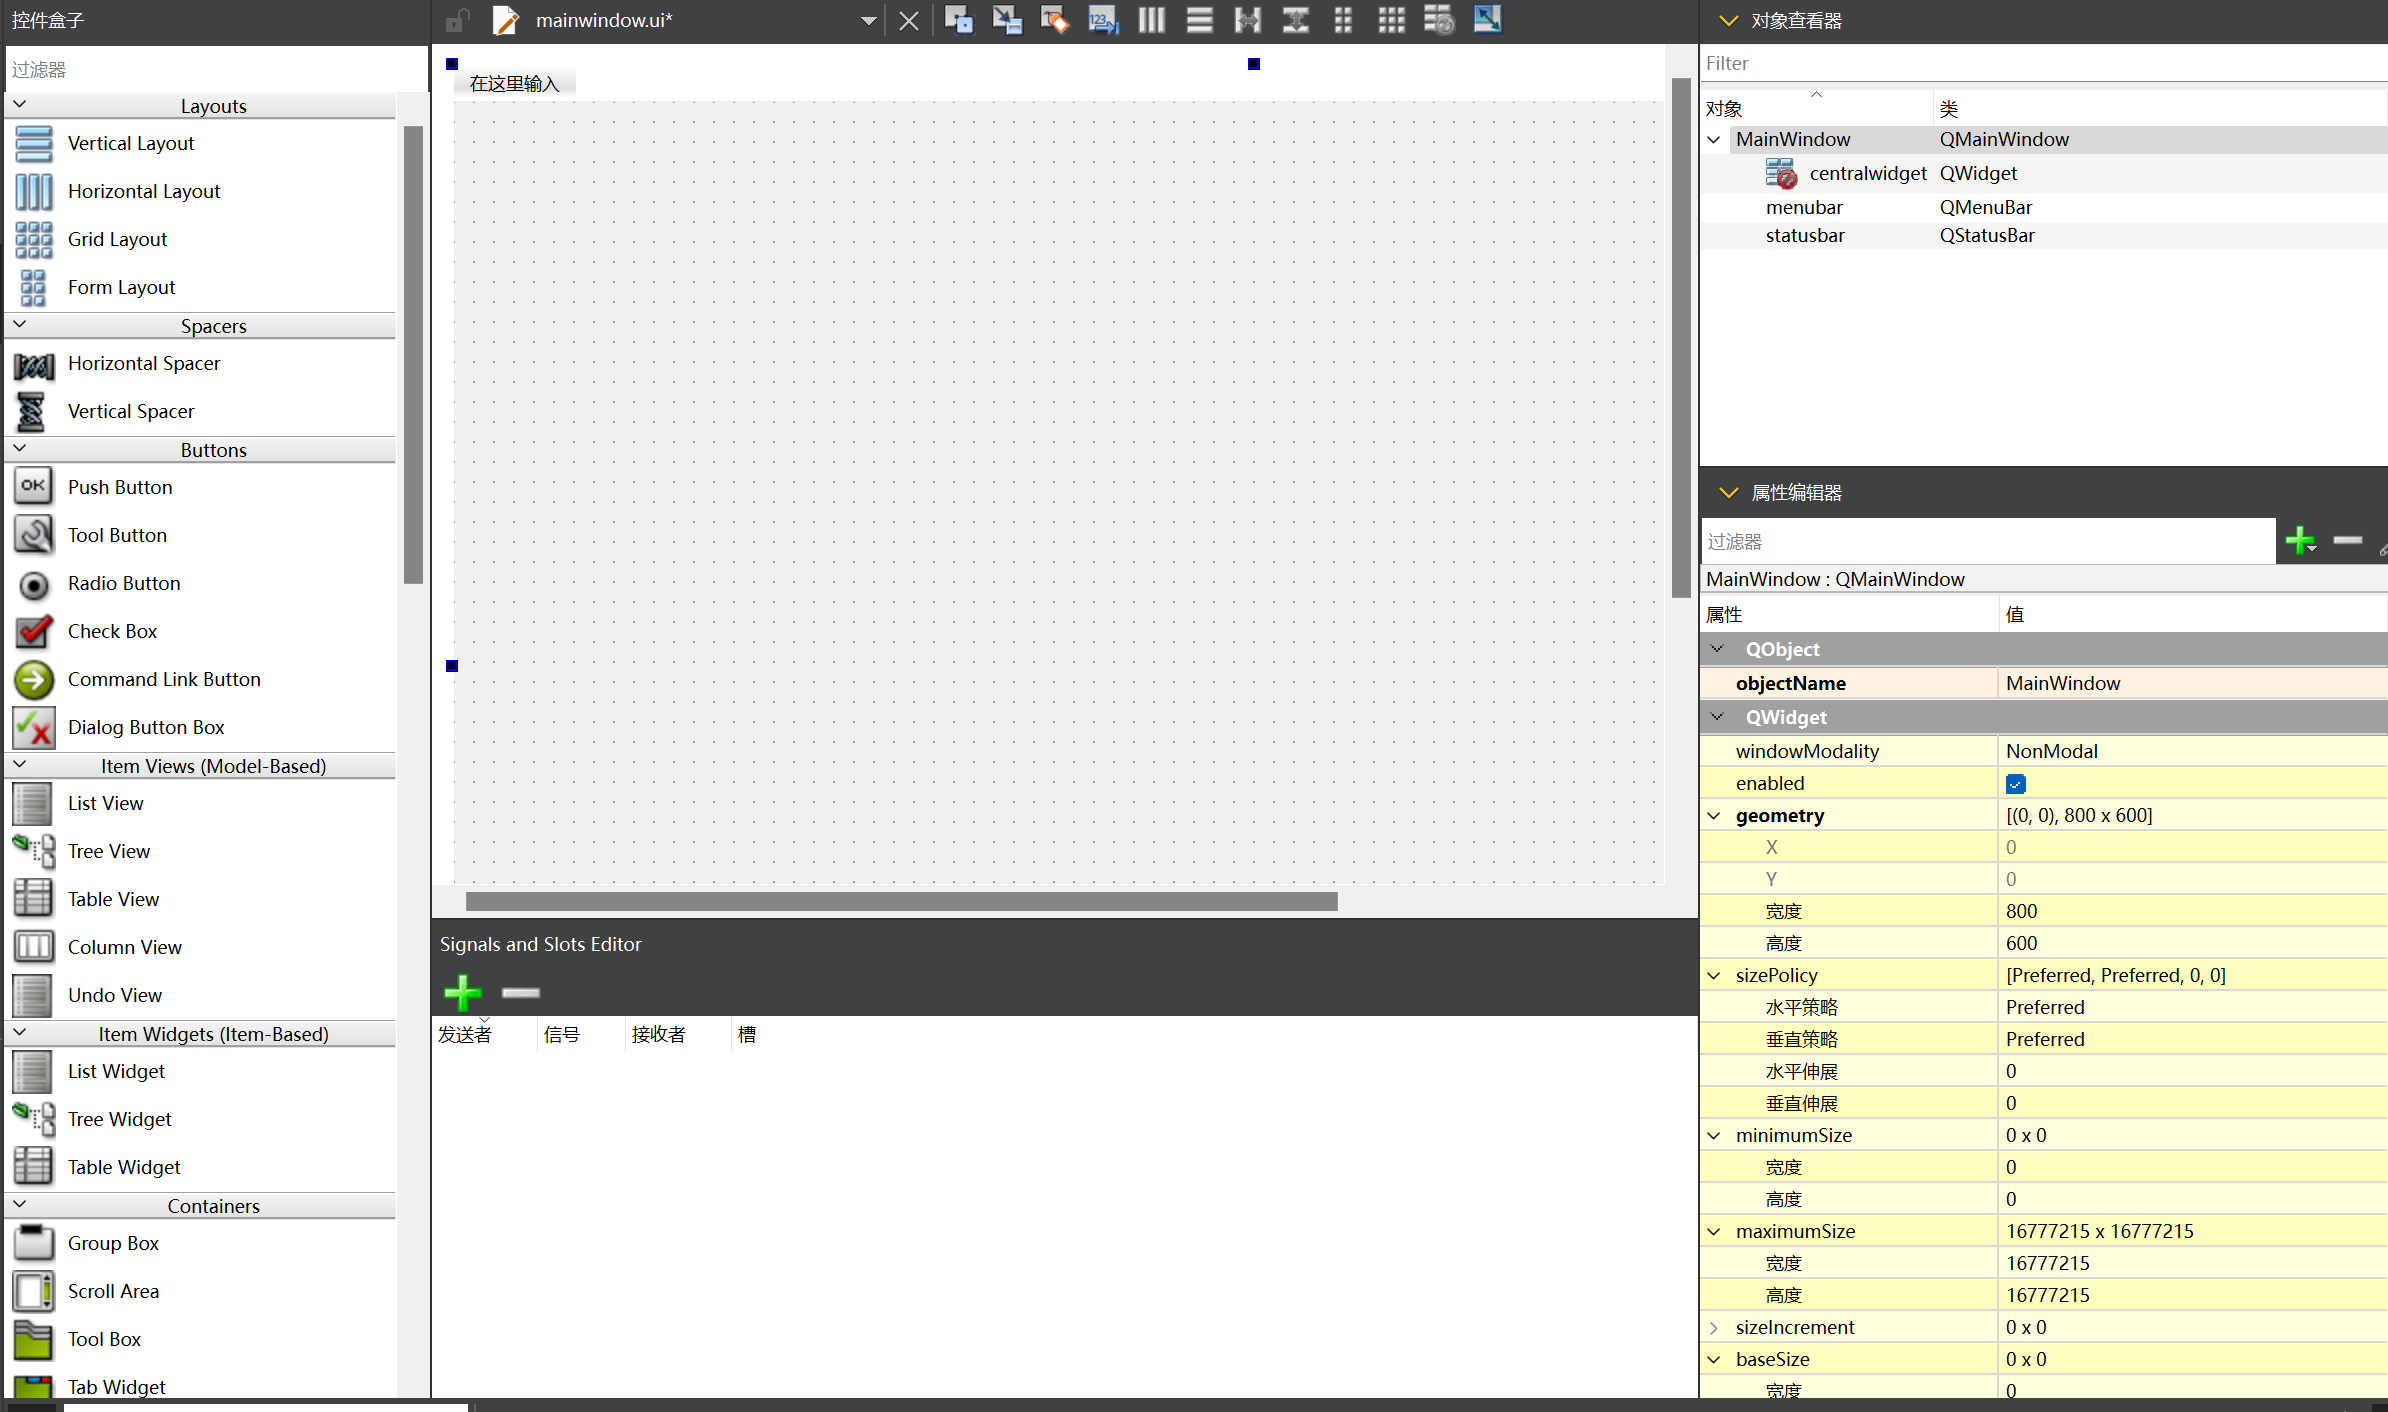 控件盒子
过滤器
Layouts
Vertical Layout
Horizontal Layout
Grid Layout
Form Layout
Spacers
Horizontal Spacer
Vertical Spacer
Buttons
OK Push Button
Tool Button
Radio Button
Check Box
Command Link Button
Dialog Button Box
Item Views (Model-Based)
List View
Tree View
Table View
Column View
Undo View
Item Widgets (Item-Based)
List Widget
Tree Widget
Table Widget
Containers
Group Box
Scroll Area
Tool Box
Tab Widget
mainwindow.ui*
123
在这里输入
Signals and Slots Editor
发送者 信号 接收者 槽
对象查看器
Filter
对象 类
MainWindow QMainWindow
centralwidget QWidget
menubar QMenuBar
statusbar QStatusBar
属性编辑器
过滤器
MainWindow : QMainWindow
属性 值
QObject
objectName MainWindow
QWidget
windowModality NonModal
enabled
geometry [(0, 0), 800 x 600]
X 0
Y 0
宽度 800
高度 600
sizePolicy [Preferred, Preferred, 0, 0]
水平策略 Preferred
垂直策略 Preferred
水平伸展 0
垂直伸展 0
minimumSize 0 x 0
宽度 0
高度 0
maximumSize 16777215 x 16777215
宽度 16777215
高度 16777215
sizeIncrement 0 x 0
baseSize 0 x 0
宽度 0